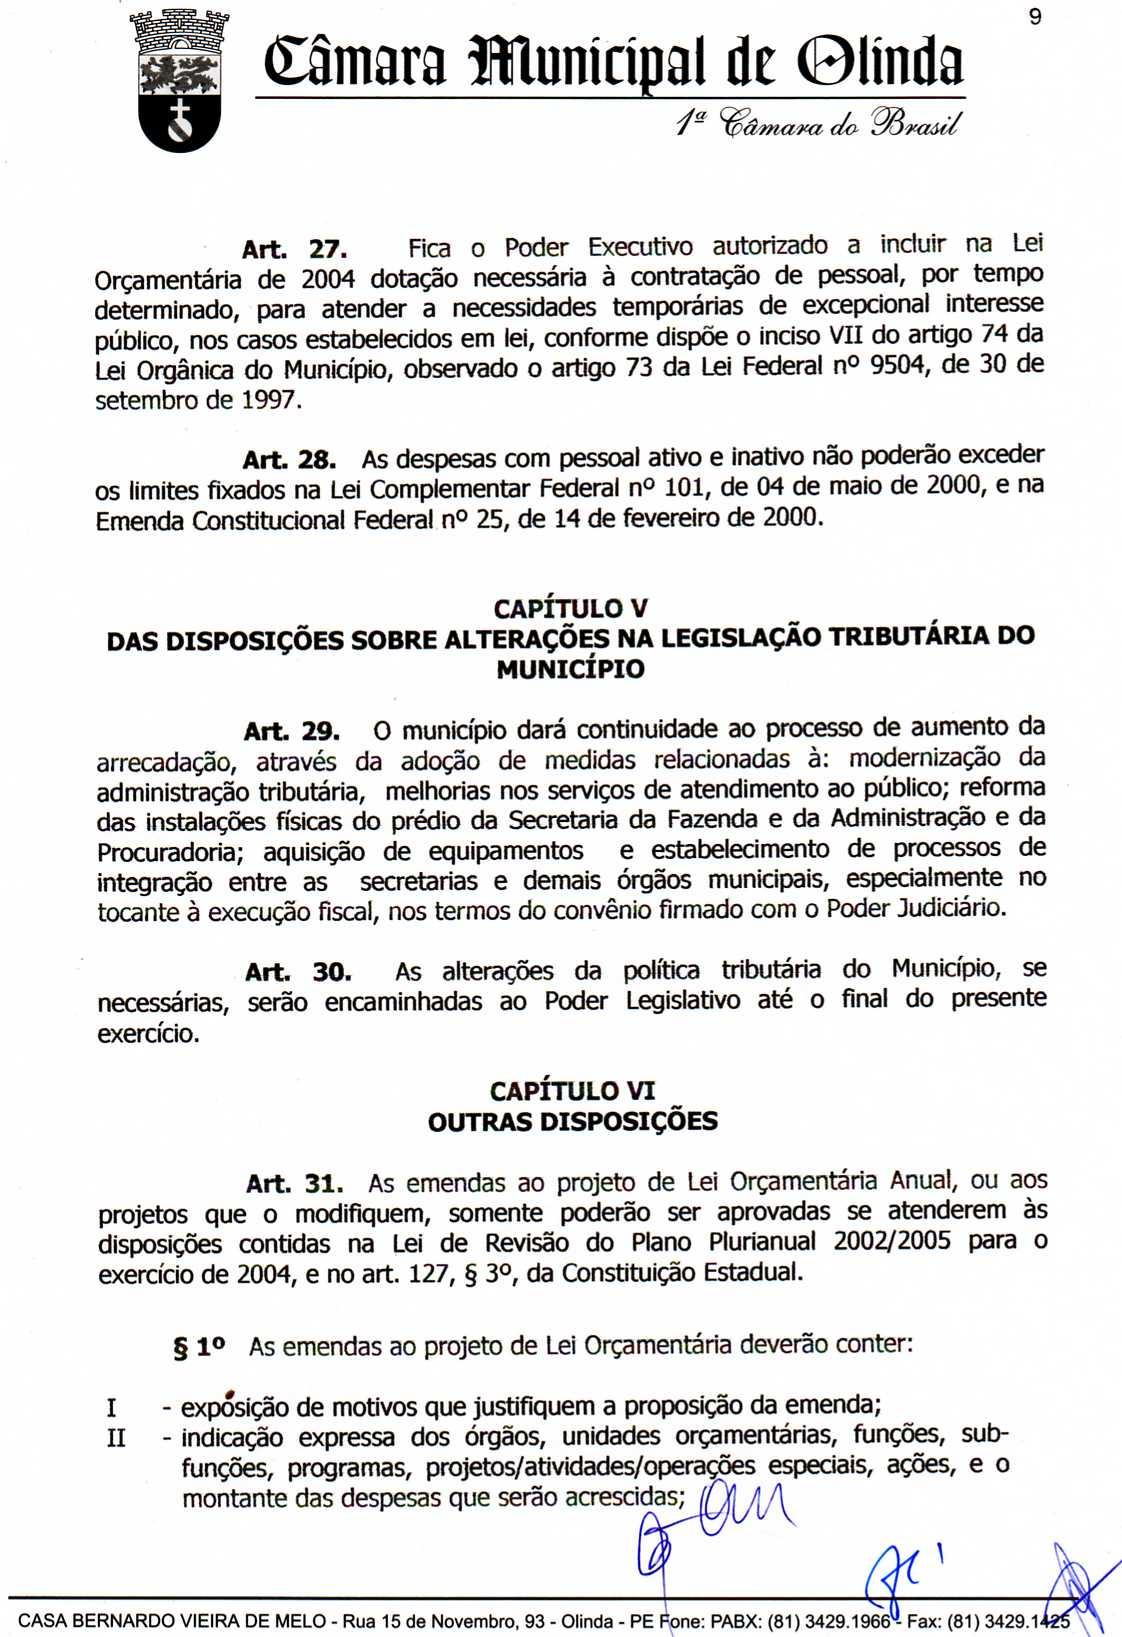 9
Câmara Municipal de Olinda
1ª Câmara do Brasil
Art. 27. Fica o Poder Executivo autorizado a incluir na Lei
Orçamentária de 2004 dotação necessária à contratação de pessoal, por tempo
determinado, para atender a necessidades temporárias de excepcional interesse
público, nos casos estabelecidos em lei, conforme dispõe o inciso VII do artigo 74 da
Lei Orgânica do Município, observado o artigo 73 da Lei Federal nº 9504, de 30 de
setembro de 1997.
Art. 28. As despesas com pessoal ativo e inativo não poderão exceder
os limites fixados na Lei Complementar Federal nº 101, de 04 de maio de 2000, e na
Emenda Constitucional Federal nº 25, de 14 de fevereiro de 2000.
CAPÍTULO V
DAS DISPOSIÇÕES SOBRE ALTERAÇÕES NA LEGISLAÇÃO TRIBUTÁRIA DO
MUNICÍPIO
Art. 29. O município dará continuidade ao processo de aumento da
arrecadação, através da adoção de medidas relacionadas à: modernização da
administração tributária, melhorias nos serviços de atendimento ao público; reforma
das instalações físicas do prédio da Secretaria da Fazenda e da Administração e da
Procuradoria; aquisição de equipamentos e estabelecimento de processos de
integração entre as secretarias e demais órgãos municipais, especialmente no
tocante à execução fiscal, nos termos do convênio firmado com o Poder Judiciário.
Art. 30. As alterações da política tributária do Município, se
necessárias, serão encaminhadas ao Poder Legislativo até o final do presente
exercício.
CAPÍTULO VI
OUTRAS DISPOSIÇÕES
Art. 31. As emendas ao projeto de Lei Orçamentária Anual, ou aos
projetos que o modifiquem, somente poderão ser aprovadas se atenderem às
disposições contidas na Lei de Revisão do Plano Plurianual 2002/2005 para o
exercício de 2004, e no art. 127, § 3º, da Constituição Estadual.
§ 1º As emendas ao projeto de Lei Orçamentária deverão conter:
I - exposição de motivos que justifiquem a proposição da emenda;
II - indicação expressa dos órgãos, unidades orçamentárias, funções, sub-
funções, programas, projetos/atividades/operações especiais, ações, e o
montante das despesas que serão acrescidas;
CASA BERNARDO VIEIRA DE MELO - Rua 15 de Novembro, 93 - Olinda - PE Fone: PABX: (81) 3429.1966 - Fax: (81) 3429.1425